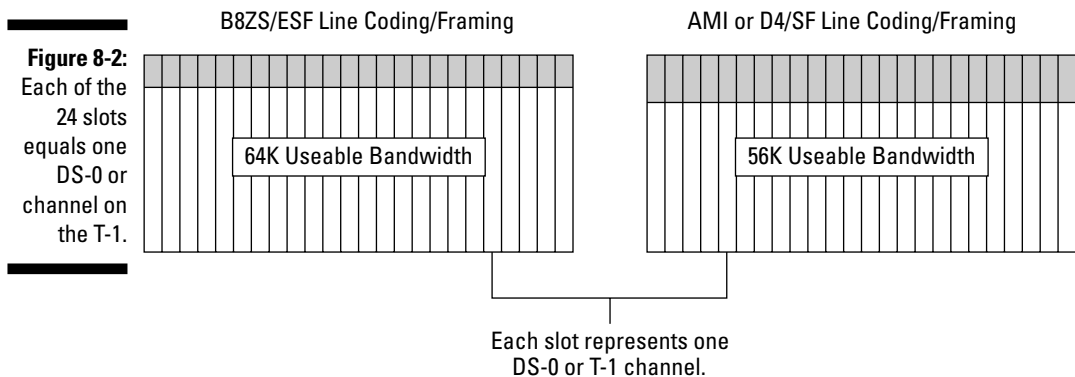 B8ZS/ESF Line Coding/Framing
AMI or D4/SF Line Coding/Framing
Figure 8-2:
Each of the
24 slots
equals one
DS-0 or
channel on
the T-1.
64K Useable Bandwidth
56K Useable Bandwidth
Each slot represents one
DS-0 or T-1 channel.